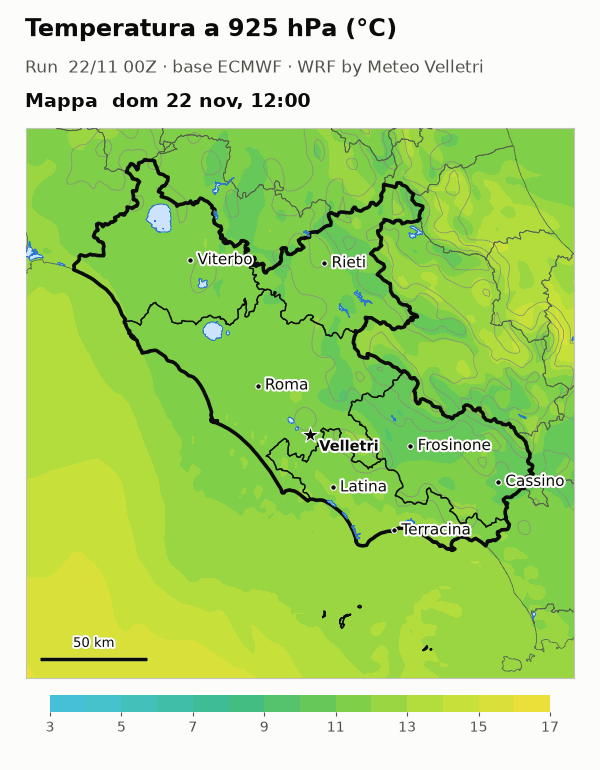 Temperatura a 925 hPa (°C)
Run  22/11 00Z · base ECMWF · WRF by Meteo Velletri
Mappa  dom 22 nov, 12:00
Viterbo
Rieti
Roma
Velletri
Frosinone
Cassino
Latina
Terracina
50 km
3 5 7 9 11 13 15 17